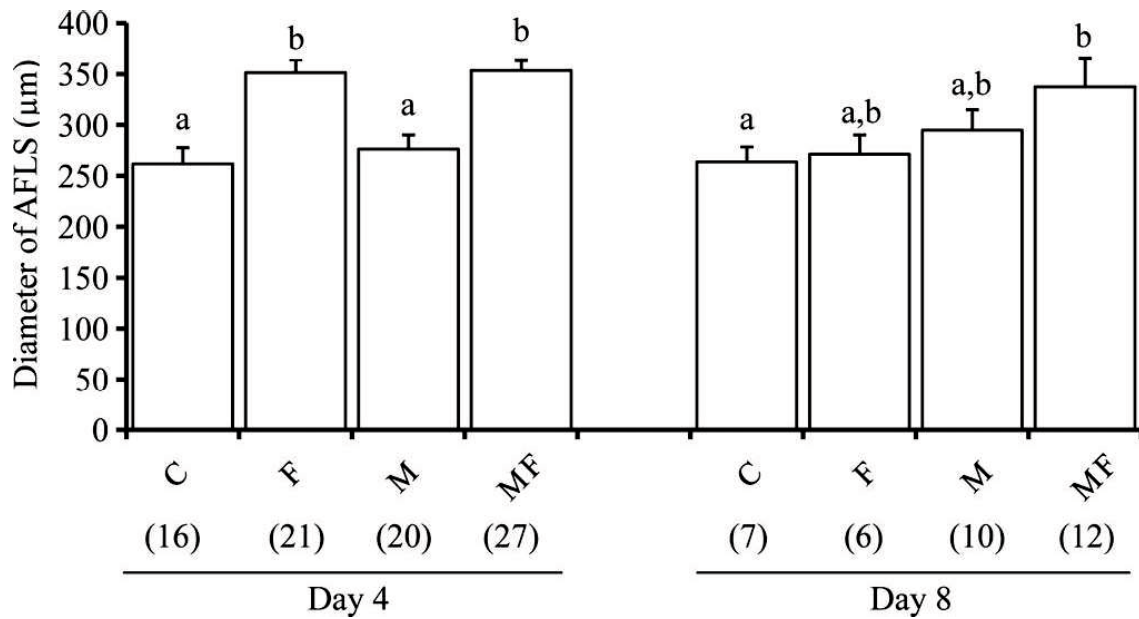 Diameter of AFLS (µm)
400
350
300
250
200
150
100
50
0
a
b
a
b
a
a,b
a,b
b
C
F
M
MF
C
F
M
MF
(16)
(21)
(20)
(27)
(7)
(6)
(10)
(12)
Day 4
Day 8